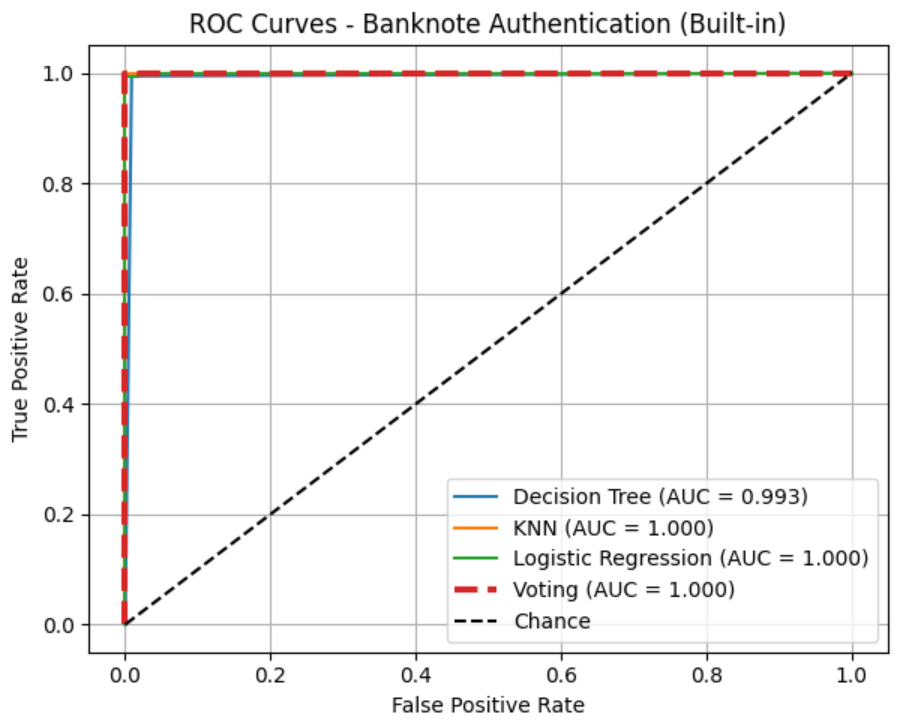 ROC Curves - Banknote Authentication (Built-in)
True Positive Rate
1.0
0.8
0.6
0.4
0.2
0.0
0.0 0.2 0.4 0.6 0.8 1.0
False Positive Rate
Decision Tree (AUC = 0.993)
KNN (AUC = 1.000)
Logistic Regression (AUC = 1.000)
Voting (AUC = 1.000)
Chance